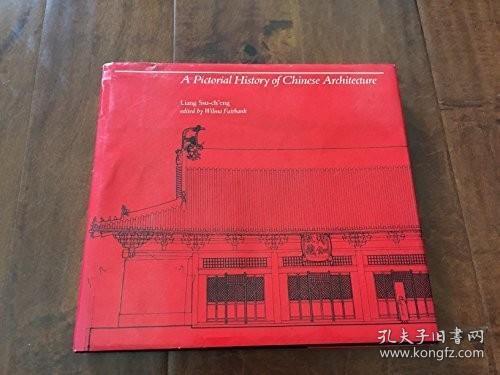 A Pictorial History of Chinese Architecture
Liang Ssu-ch'eng
edited by Wilma Fairbank
孔夫子旧书网
www.kongfz.com